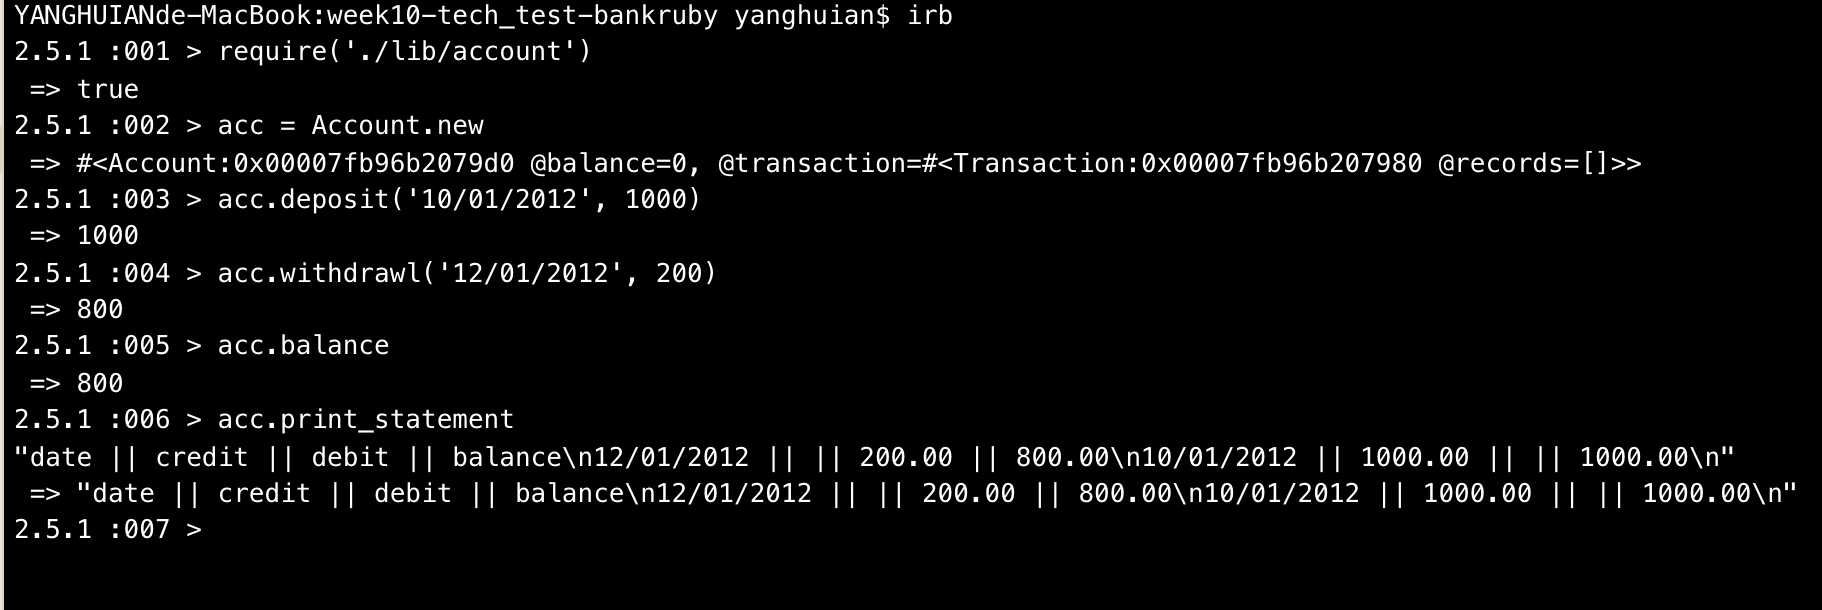 YANGHUIANde-MacBook:week10-tech_test-bankruby yanghuian$ irb
2.5.1 :001 > require('./lib/account')
 => true
2.5.1 :002 > acc = Account.new
 => #<Account:0x00007fb96b2079d0 @balance=0, @transaction=#<Transaction:0x00007fb96b207980 @records=[]>>
2.5.1 :003 > acc.deposit('10/01/2012', 1000)
 => 1000
2.5.1 :004 > acc.withdrawl('12/01/2012', 200)
 => 800
2.5.1 :005 > acc.balance
 => 800
2.5.1 :006 > acc.print_statement
"date || credit || debit || balance\n12/01/2012 || || 200.00 || 800.00\n10/01/2012 || 1000.00 || || 1000.00\n"
 => "date || credit || debit || balance\n12/01/2012 || || 200.00 || 800.00\n10/01/2012 || 1000.00 || || 1000.00\n"
2.5.1 :007 >